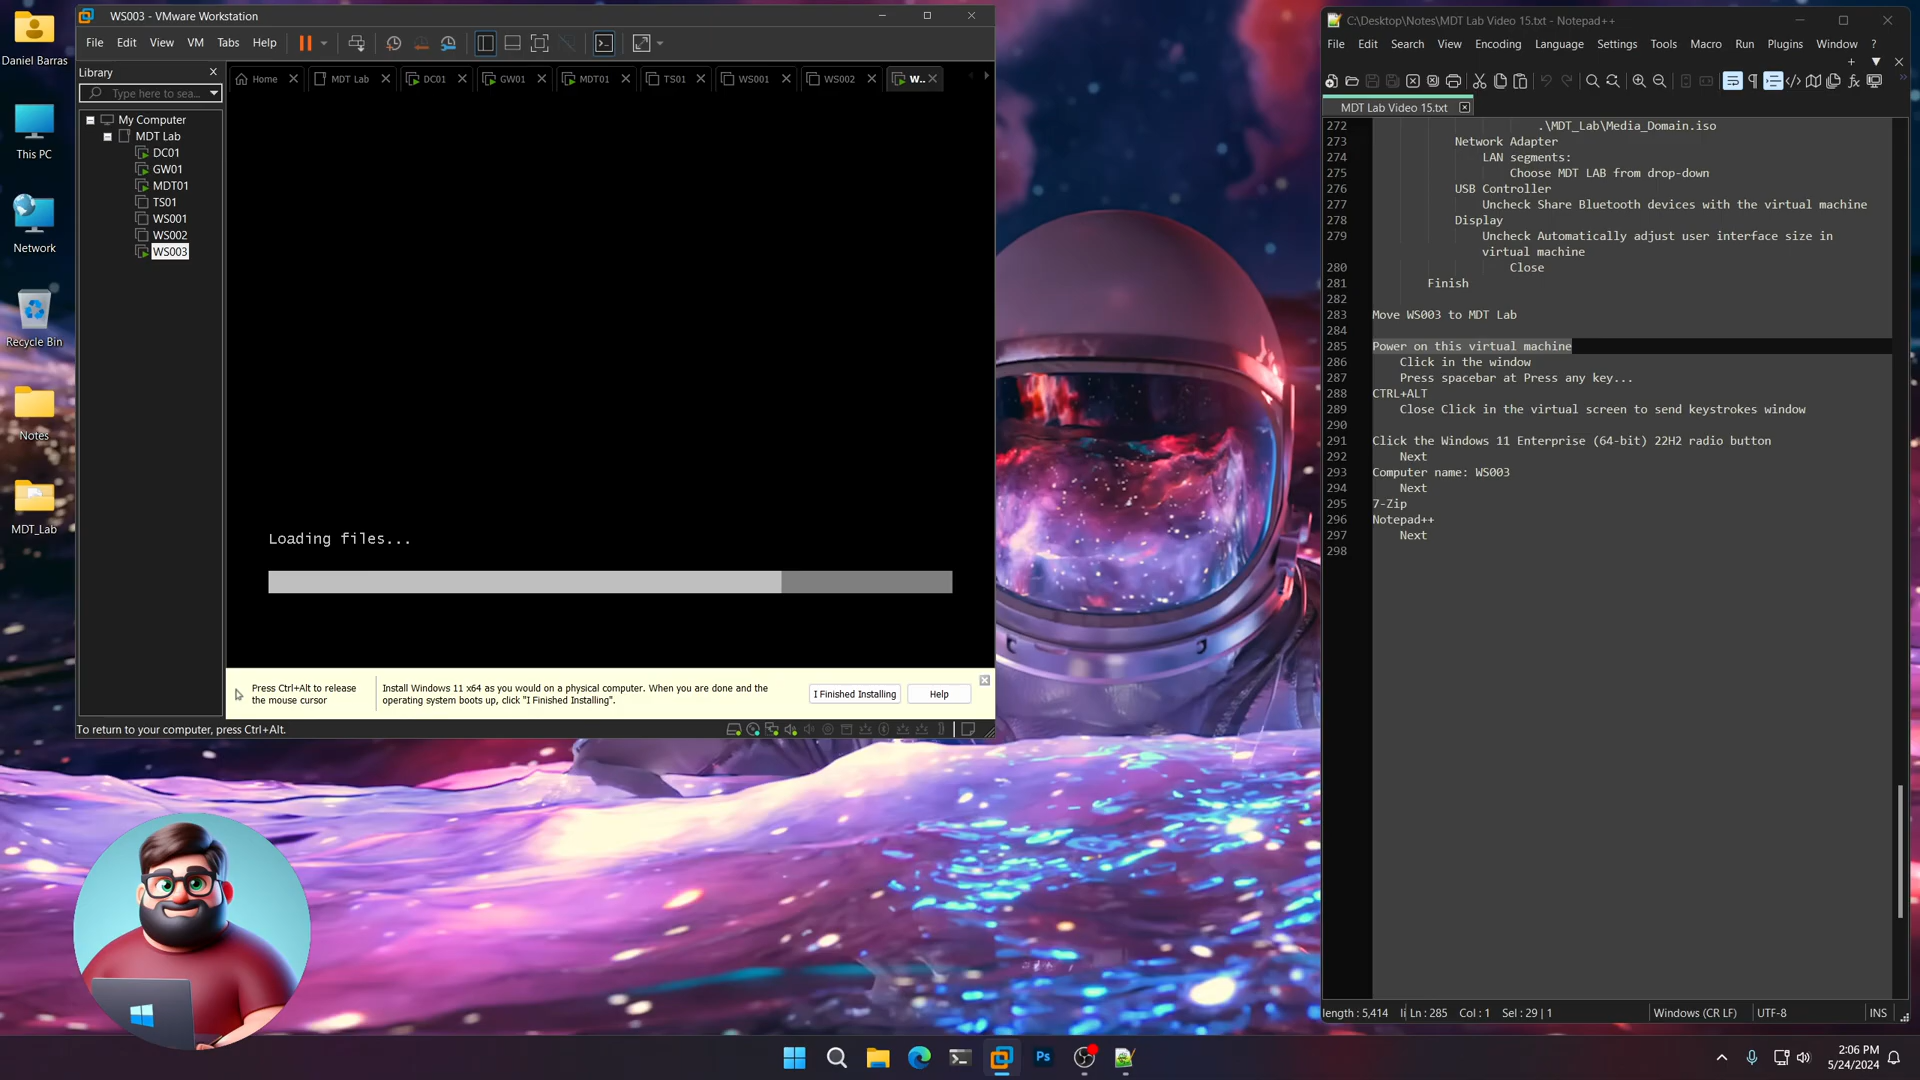 Daniel Barras
This PC
Network
Recycle Bin
Notes
MDT_Lab
WS003 - VMware Workstation
File Edit View VM Tabs Help
Library
Type here to sea...
My Computer
MDT Lab
DC01
GW01
MDT01
TS01
WS001
WS002
WS003
Home MDT Lab DC01 GW01 MDT01 TS01 WS001 WS002 W...
Loading files...
Press Ctrl+Alt to release
the mouse cursor
Install Windows 11 x64 as you would on a physical computer. When you are done and the
operating system boots up, click "I Finished Installing".
I Finished Installing
Help
To return to your computer, press Ctrl+Alt.
C:\Desktop\Notes\MDT Lab Video 15.txt - Notepad++
File Edit Search View Encoding Language Settings Tools Macro Run Plugins Window ?
MDT Lab Video 15.txt
272 .\MDT_Lab\Media_Domain.iso
273 Network Adapter
274 LAN segments:
275 Choose MDT LAB from drop-down
276 USB Controller
277 Uncheck Share Bluetooth devices with the virtual machine
278 Display
279 Uncheck Automatically adjust user interface size in
virtual machine
280 Close
281 Finish
282
283 Move WS003 to MDT Lab
284
285 Power on this virtual machine
286 Click in the window
287 Press spacebar at Press any key...
288 CTRL+ALT
289 Close Click in the virtual screen to send keystrokes window
290
291 Click the Windows 11 Enterprise (64-bit) 22H2 radio button
292 Next
293 Computer name: WS003
294 Next
295 7-Zip
296 Notepad++
297 Next
298
length : 5,414 li Ln : 285 Col : 1 Sel : 29 | 1 Windows (CR LF) UTF-8 INS
Ps
2:06 PM
5/24/2024